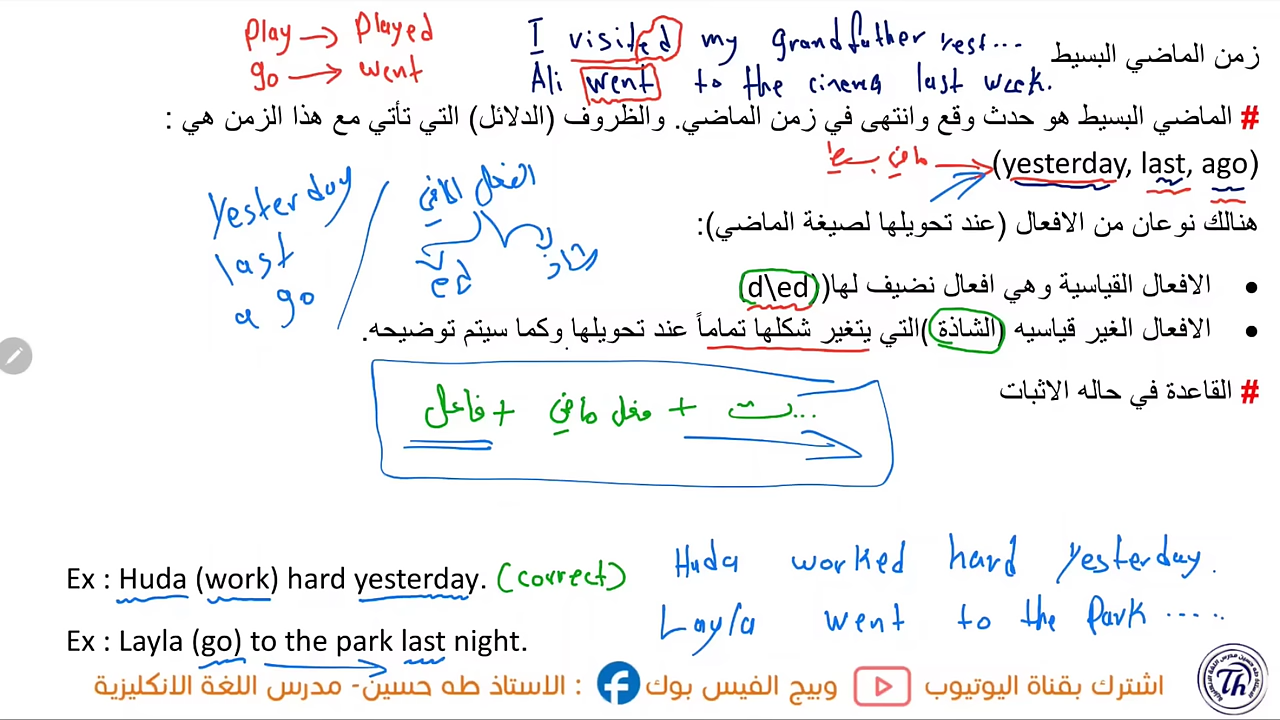 play → played
go → went
I visited my grandfather yest...
Ali went to the cinema last week.
زمن الماضي البسيط
# الماضي البسيط هو حدث وقع وانتهى في زمن الماضي. والظروف (الدلائل) التي تأتي مع هذا الزمن هي :
(yesterday, last, ago)
ماضي بسيط
yesterday
last
ago
الفعل الماضي
ed
شاذ
هنالك نوعان من الافعال (عند تحويلها لصيغة الماضي):
• الافعال القياسية وهي افعال نضيف لها((d\ed)
• الافعال الغير قياسيه (الشاذة)التي يتغير شكلها تماماً عند تحويلها وكما سيتم توضيحه.
# القاعدة في حاله الاثبات
فاعل + فعل ماضي + ت...
Ex : Huda (work) hard yesterday. (correct)
Huda worked hard yesterday.
Ex : Layla (go) to the park last night.
Layla went to the Park .....
اشترك بقناة اليوتيوب وبيج الفيس بوك : الاستاذ طه حسين- مدرس اللغة الانكليزية
Th